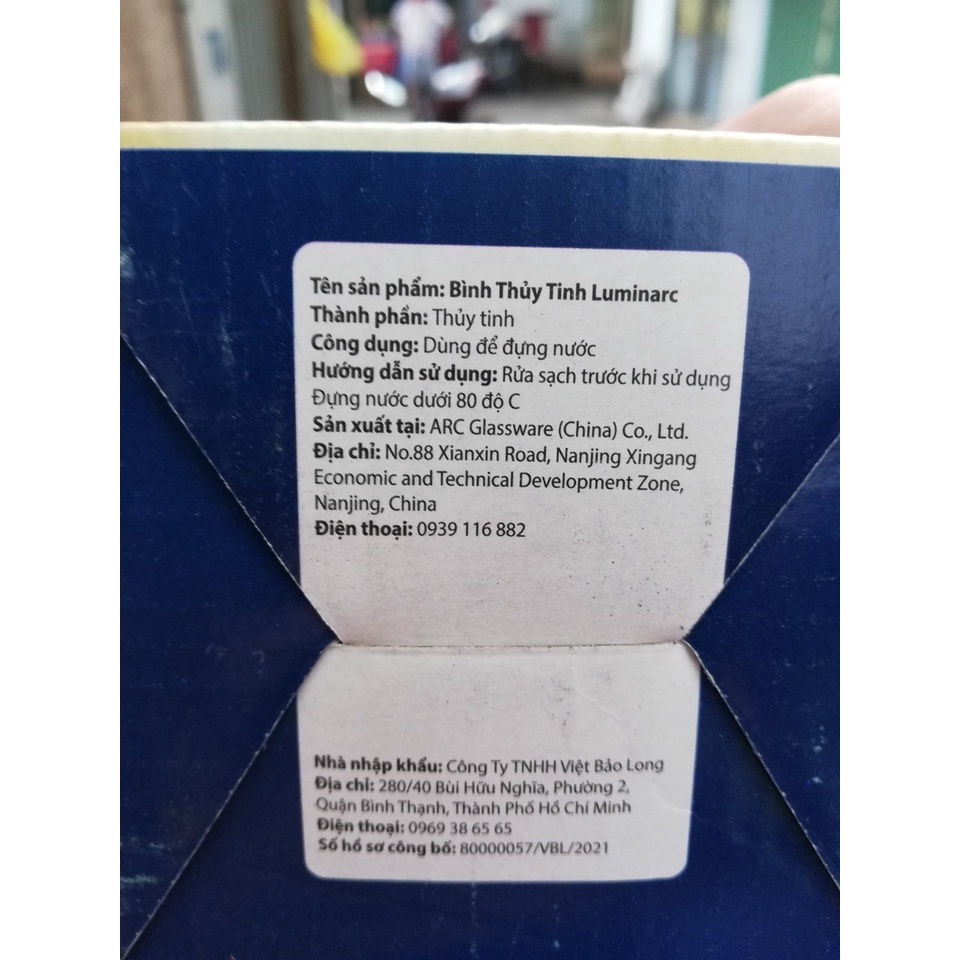 Tên sản phẩm: Bình Thủy Tinh Luminarc
Thành phần: Thủy tinh
Công dụng: Dùng để đựng nước
Hướng dẫn sử dụng: Rửa sạch trước khi sử dụng
Đựng nước dưới 80 độ C
Sản xuất tại: ARC Glassware (China) Co., Ltd.
Địa chỉ: No.88 Xianxin Road, Nanjing Xingang
Economic and Technical Development Zone,
Nanjing, China
Điện thoại: 0939 116 882
Nhà nhập khẩu: Công Ty TNHH Việt Bảo Long
Địa chỉ: 280/40 Bùi Hữu Nghĩa, Phường 2,
Quận Bình Thạnh, Thành Phố Hồ Chí Minh
Điện thoại: 0969 38 65 65
Số hồ sơ công bố: 80000057/VBL/2021